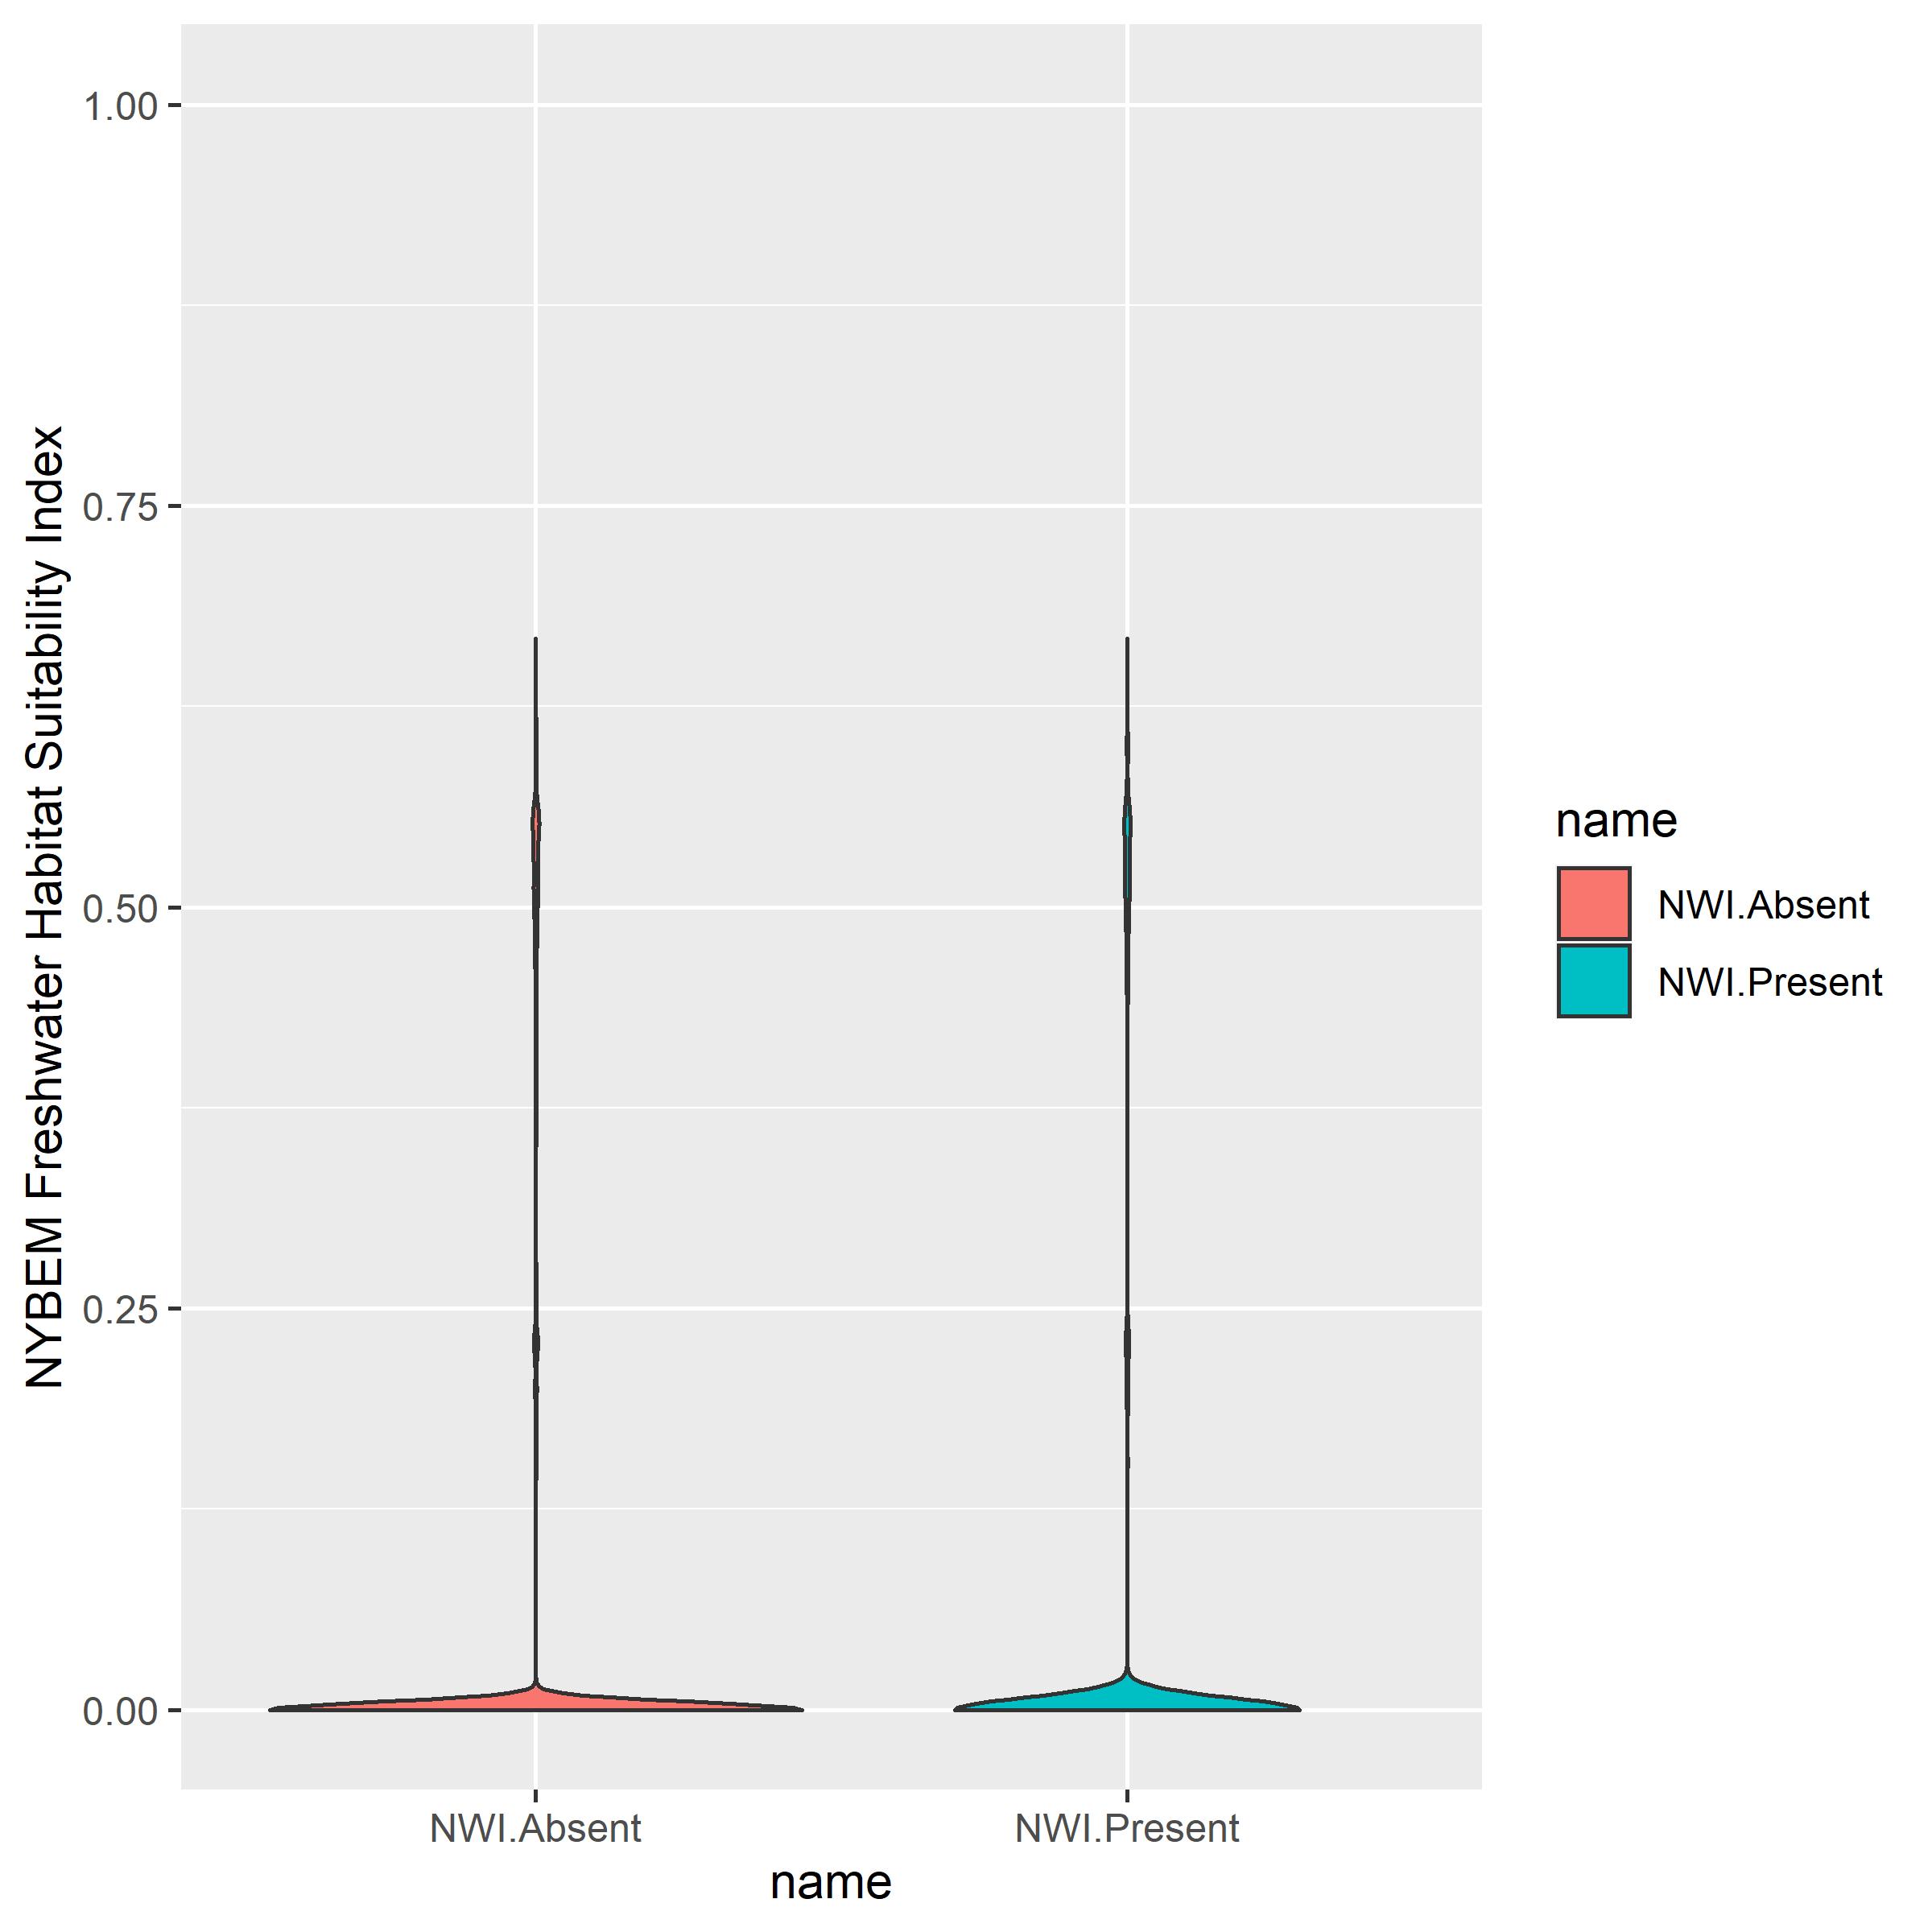 NYBEM Freshwater Habitat Suitability Index
1.00
0.75
0.50
0.25
0.00
NWI.Absent
NWI.Present
name
name
NWI.Absent
NWI.Present